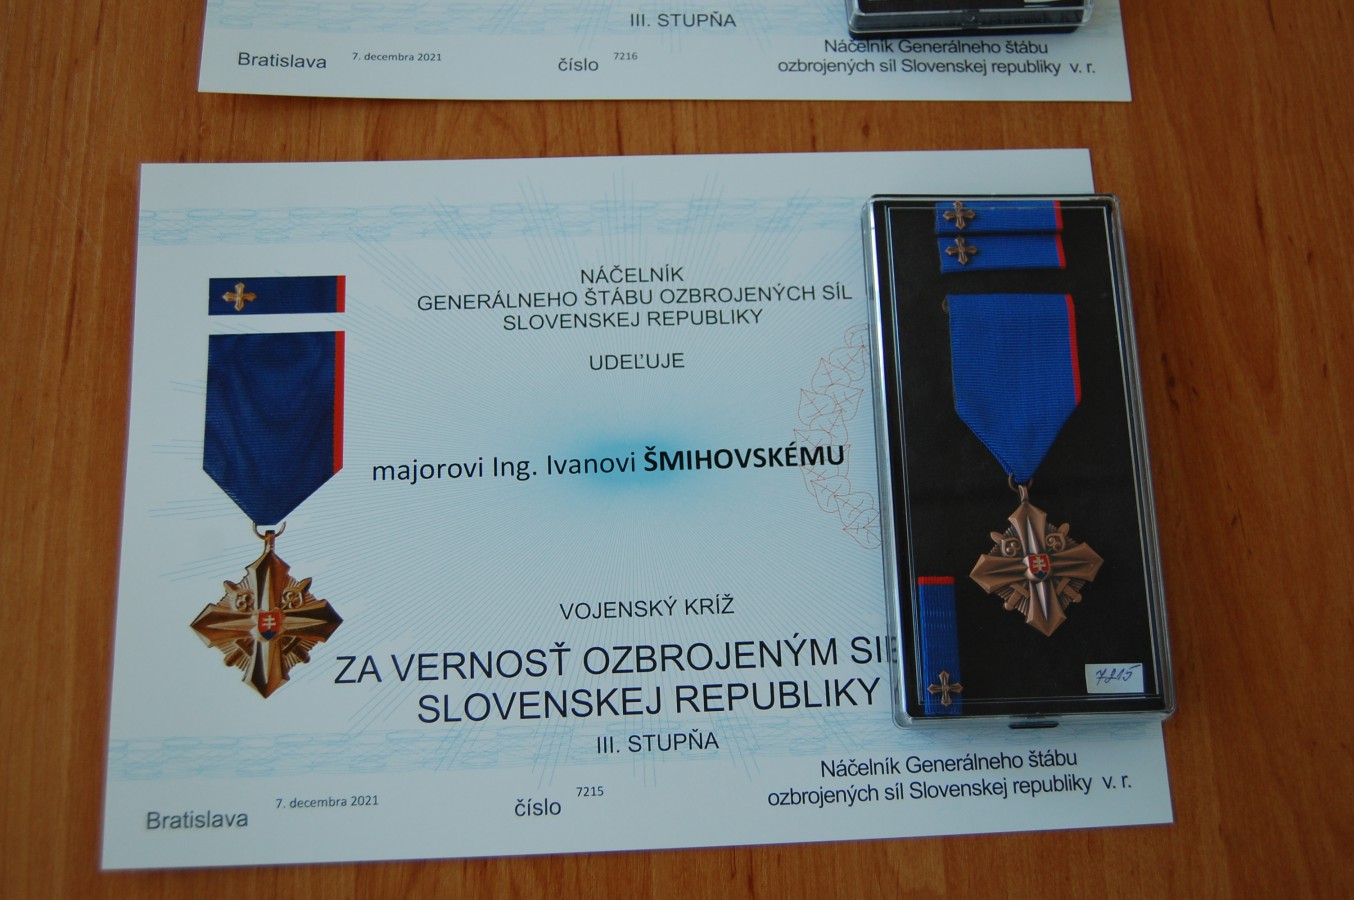 III. STUPŇA
Bratislava 7. decembra 2021 číslo 7216 Náčelník Generálneho štábu
ozbrojených síl Slovenskej republiky v. r.
NÁČELNÍK
GENERÁLNEHO ŠTÁBU OZBROJENÝCH SÍL
SLOVENSKEJ REPUBLIKY
UDEĽUJE
majorovi Ing. Ivanovi ŠMIHOVSKÉMU
VOJENSKÝ KRÍŽ
ZA VERNOSŤ OZBROJENÝM
SLOVENSKEJ REPUBLIKY
III. STUPŇA
7215
Bratislava 7. decembra 2021 číslo 7215 Náčelník Generálneho štábu
ozbrojených síl Slovenskej republiky v. r.